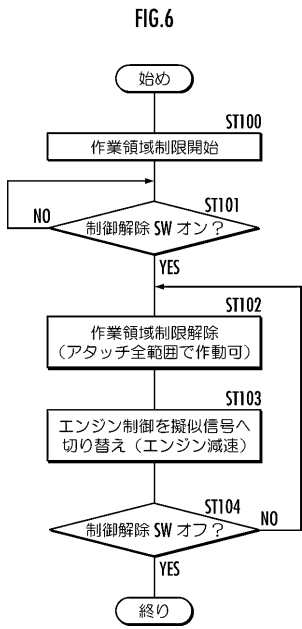 FIG.6
始め
ST100
作業領域制限開始
ST101
制御解除 SW オン？
NO
YES
ST102
作業領域制限解除
（アタッチ全範囲で作動可）
ST103
エンジン制御を擬似信号へ
切り替え（エンジン減速）
ST104
制御解除 SW オフ？
NO
YES
終り